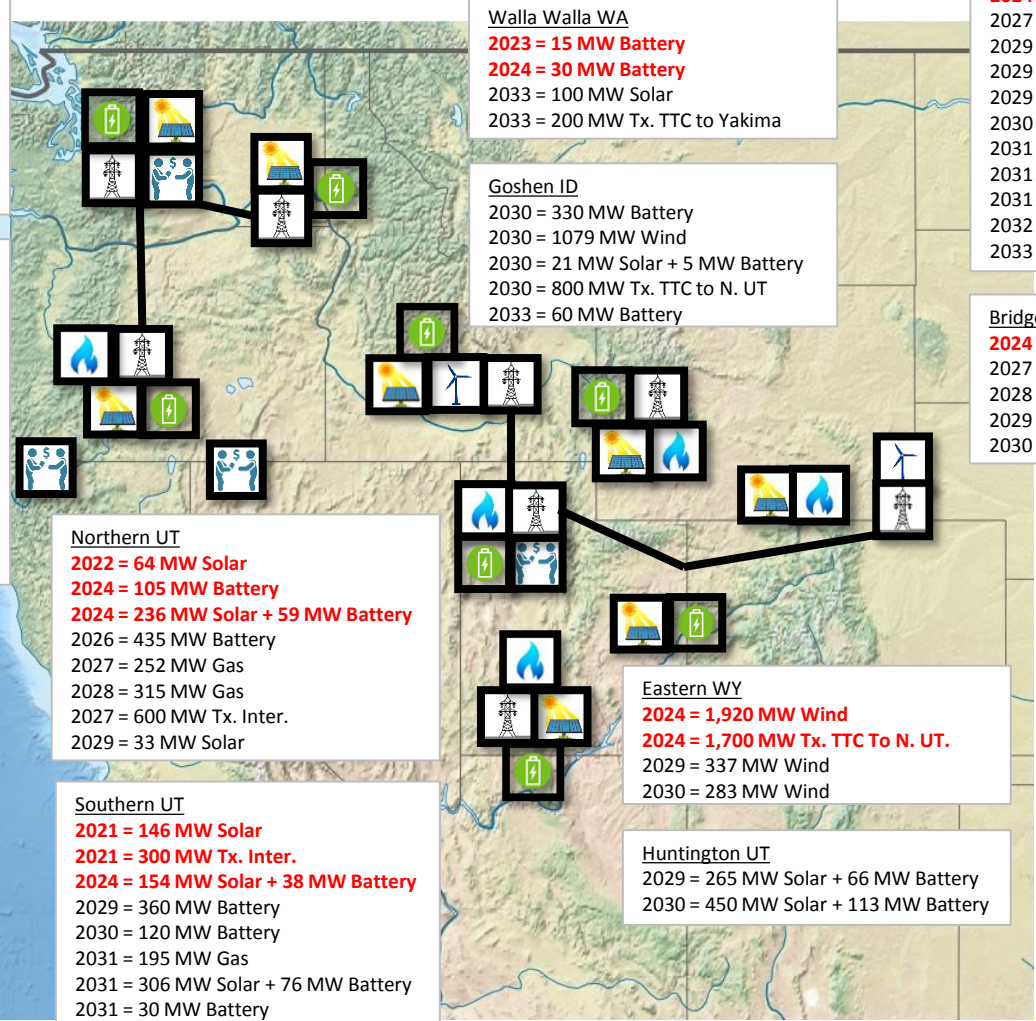 Walla Walla WA
2023 = 15 MW Battery
2024 = 30 MW Battery
2033 = 100 MW Solar
2033 = 200 MW Tx. TTC to Yakima
Goshen ID
2030 = 330 MW Battery
2030 = 1079 MW Wind
2030 = 21 MW Solar + 5 MW Battery
2030 = 800 MW Tx. TTC to N. UT
2033 = 60 MW Battery
2027
2029
2029
2029
2030
2031
2031
2031
2032
2033
Bridge
2024
2027
2028
2029
2030
Northern UT
2022 = 64 MW Solar
2024 = 105 MW Battery
2024 = 236 MW Solar + 59 MW Battery
2026 = 435 MW Battery
2027 = 252 MW Gas
2028 = 315 MW Gas
2027 = 600 MW Tx. Inter.
2029 = 33 MW Solar
Southern UT
2021 = 146 MW Solar
2021 = 300 MW Tx. Inter.
2024 = 154 MW Solar + 38 MW Battery
2029 = 360 MW Battery
2030 = 120 MW Battery
2031 = 195 MW Gas
2031 = 306 MW Solar + 76 MW Battery
2031 = 30 MW Battery
Eastern WY
2024 = 1,920 MW Wind
2024 = 1,700 MW Tx. TTC To N. UT.
2029 = 337 MW Wind
2030 = 283 MW Wind
Huntington UT
2029 = 265 MW Solar + 66 MW Battery
2030 = 450 MW Solar + 113 MW Battery